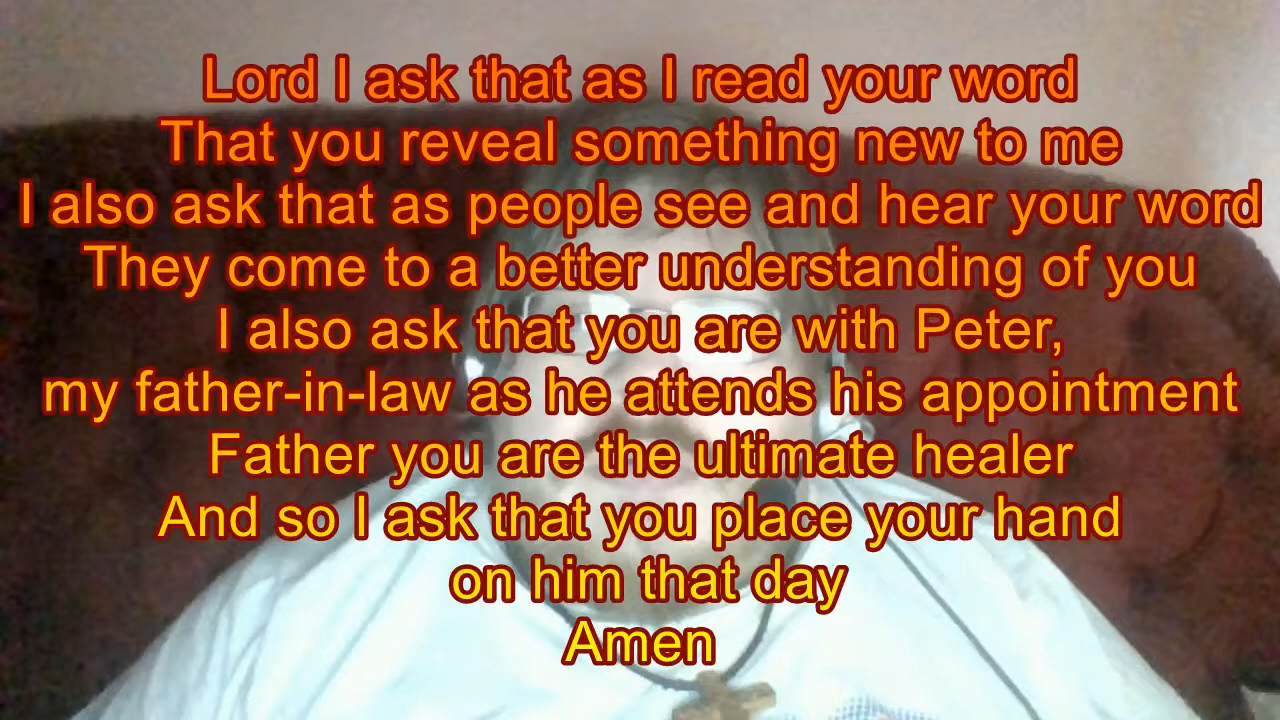 Lord I ask that as I read your word
That you reveal something new to me
I also ask that as people see and hear your word
They come to a better understanding of you
I also ask that you are with Peter,
my father-in-law as he attends his appointment
Father you are the ultimate healer
And so I ask that you place your hand
on him that day
Amen